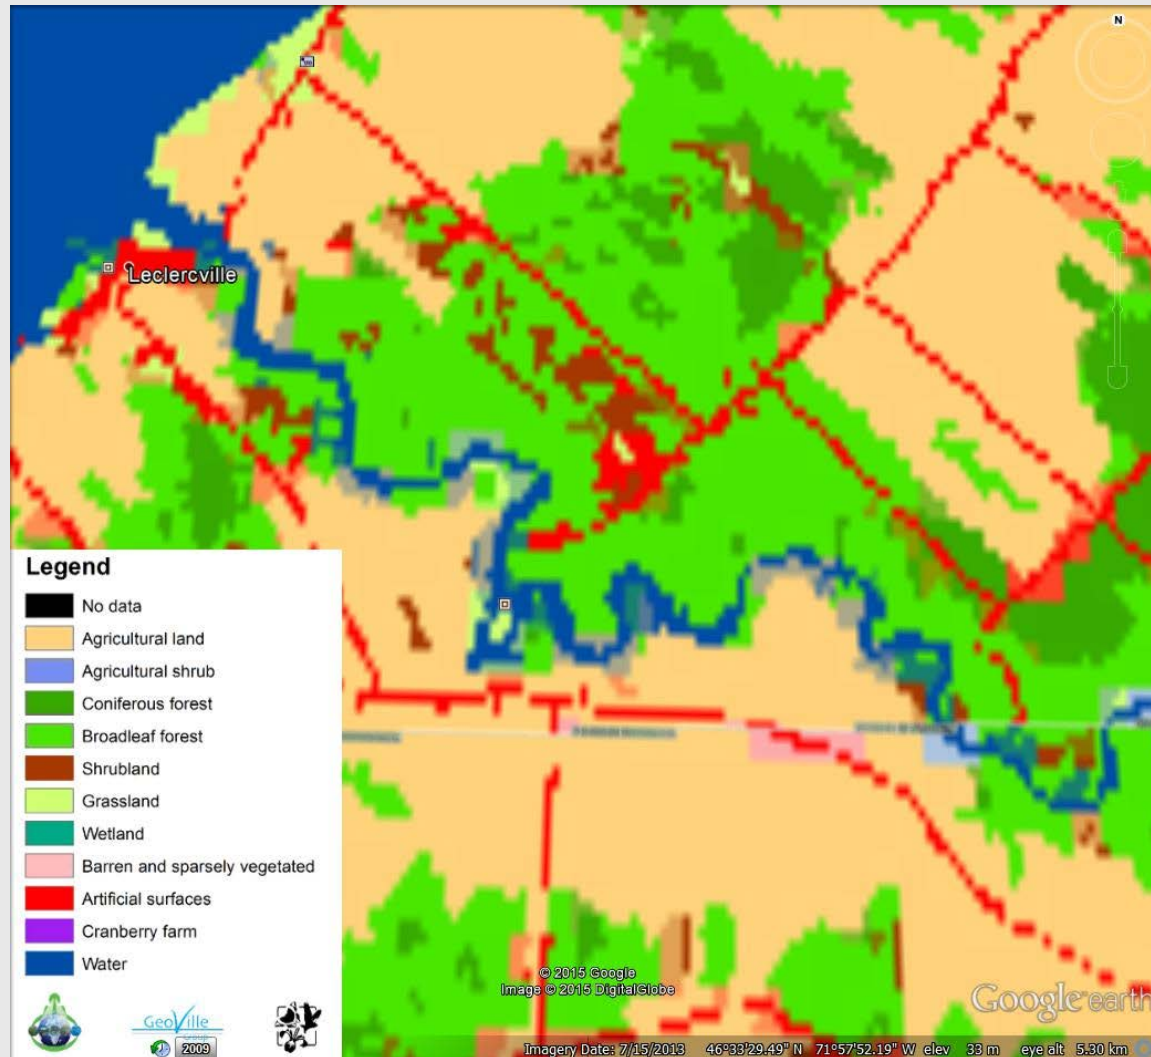 N
Leclercville
Legend
No data
Agricultural land
Agricultural shrub
Coniferous forest
Broadleaf forest
Shrubland
Grassland
Wetland
Barren and sparsely vegetated
Artificial surfaces
Cranberry farm
Water
GeoVille
Group
2009
© 2015 Google
Image © 2015 DigitalGlobe
Google earth
Imagery Date: 7/15/2013 46°33'29.49" N 71°57'52.19" W elev 33 m eye alt 5.30 km